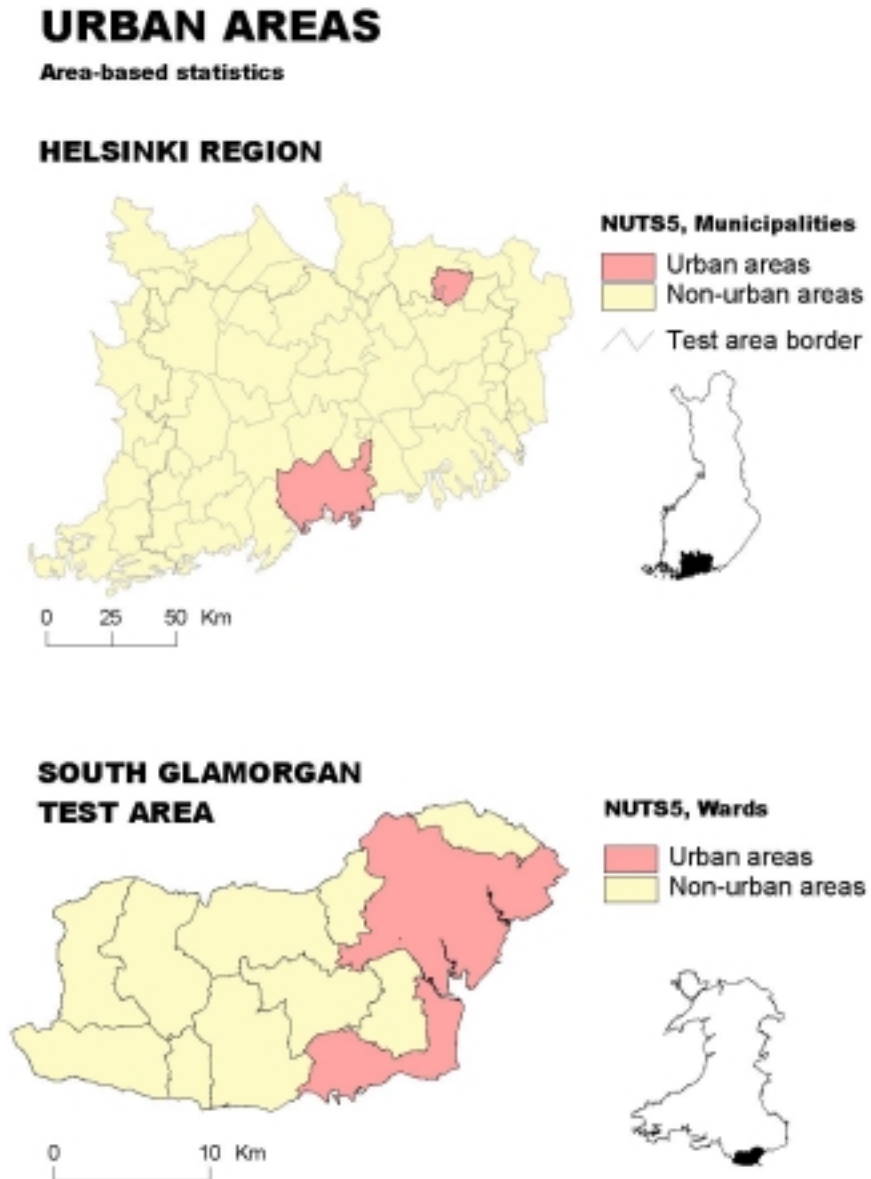 URBAN AREAS
Area-based statistics
HELSINKI REGION
NUTS5, Municipalities
Urban areas
Non-urban areas
Test area border
0 25 50 Km
SOUTH GLAMORGAN
TEST AREA
NUTS5, Wards
Urban areas
Non-urban areas
0 10 Km